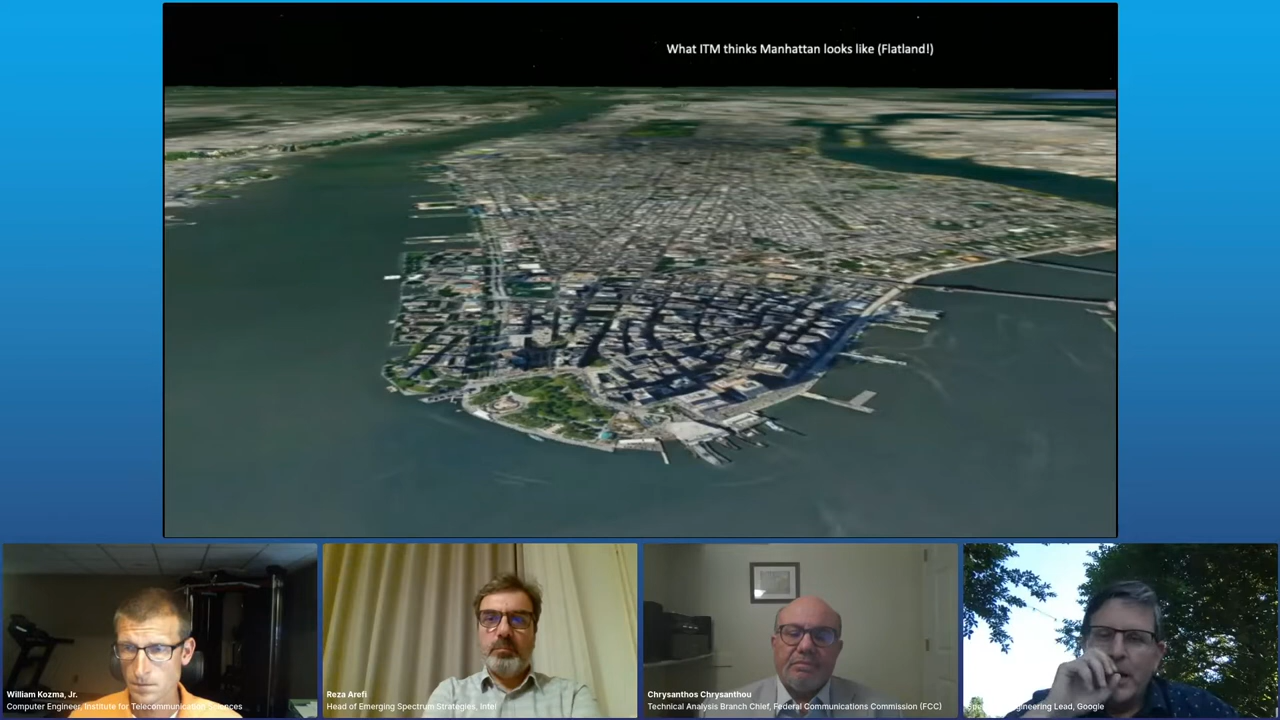 What ITM thinks Manhattan looks like (Flatland!)
William Kozma, Jr.
Computer Engineer, Institute for Telecommunication Sciences
Reza Arefi
Head of Emerging Spectrum Strategies, Intel
Chrysanthos Chrysanthou
Technical Analysis Branch Chief, Federal Communications Commission (FCC)
Engineering Lead, Google